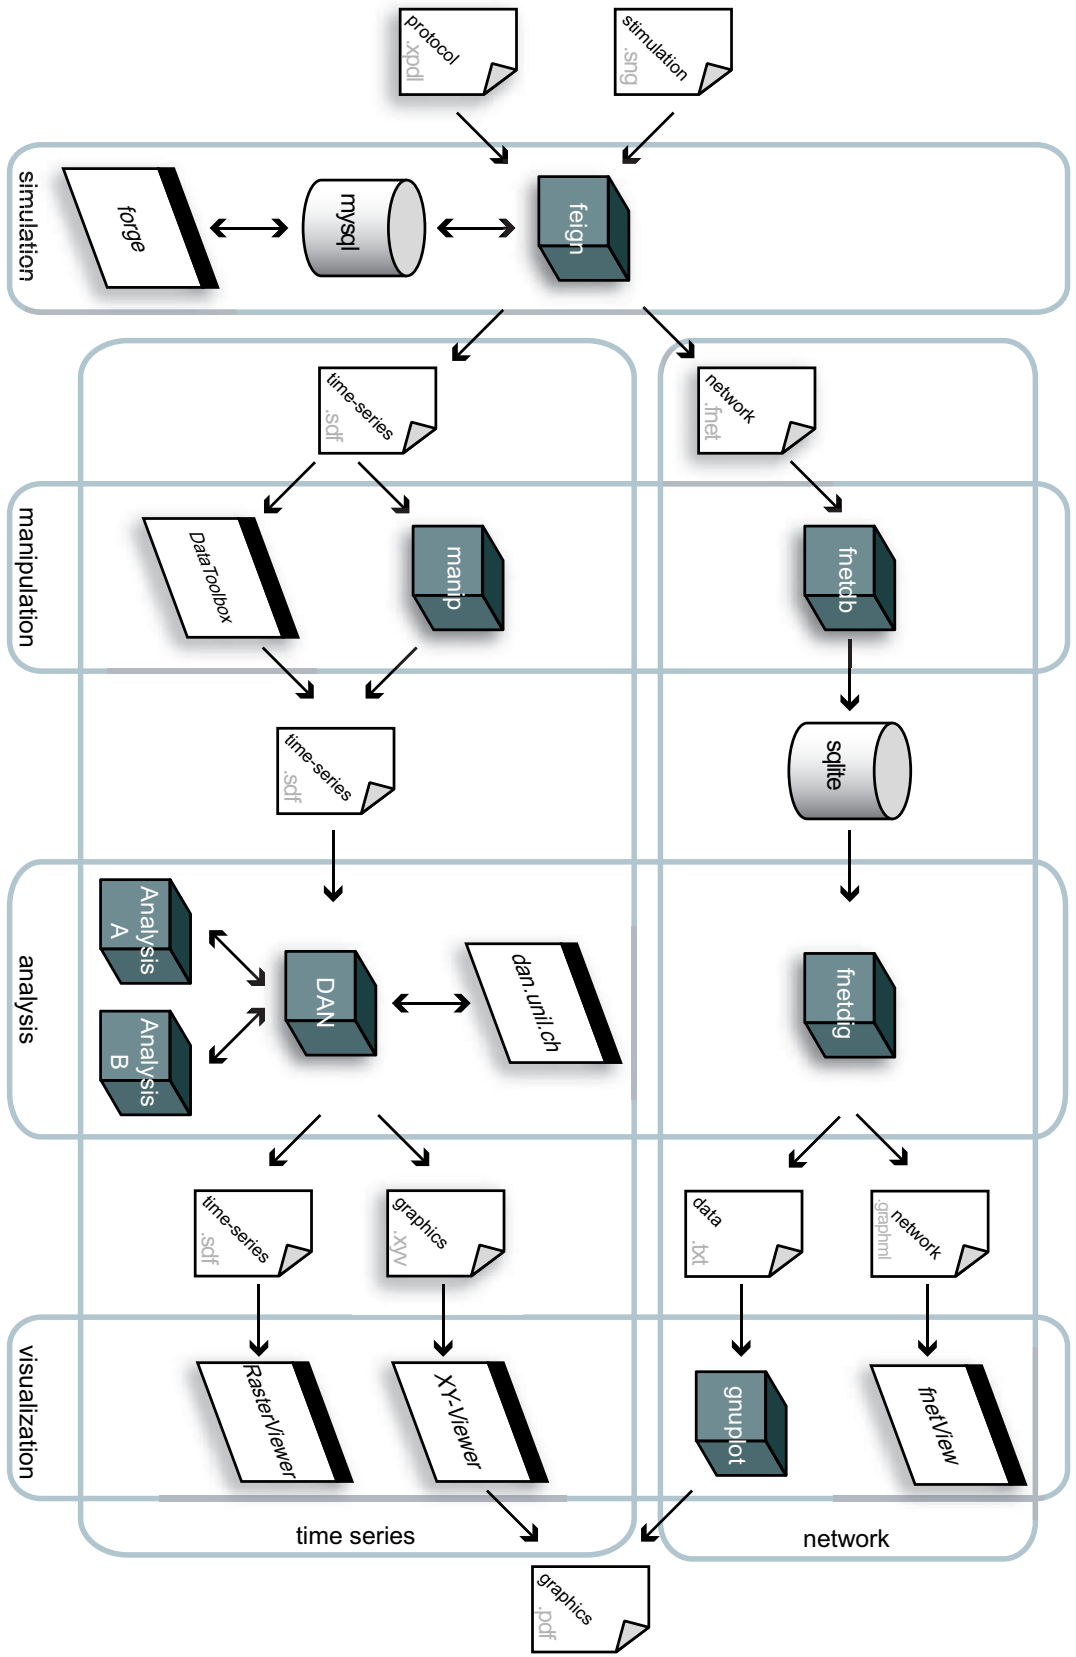 protocol
.xpdl
stimulation
.sng
simulation
forge
mysql
feign
time-series
.sdf
network
.fnet
manipulation
DataToolbox
manip
fnetdb
time-series
.sdf
sqlite
analysis
Analysis
A
Analysis
B
DAN
dan.unil.ch
fnetdig
time-series
.sdf
graphics
.xyv
data
.txt
network
.graphml
visualization
RasterViewer
XY-Viewer
gnuplot
fnetView
time series
network
graphics
.pdf